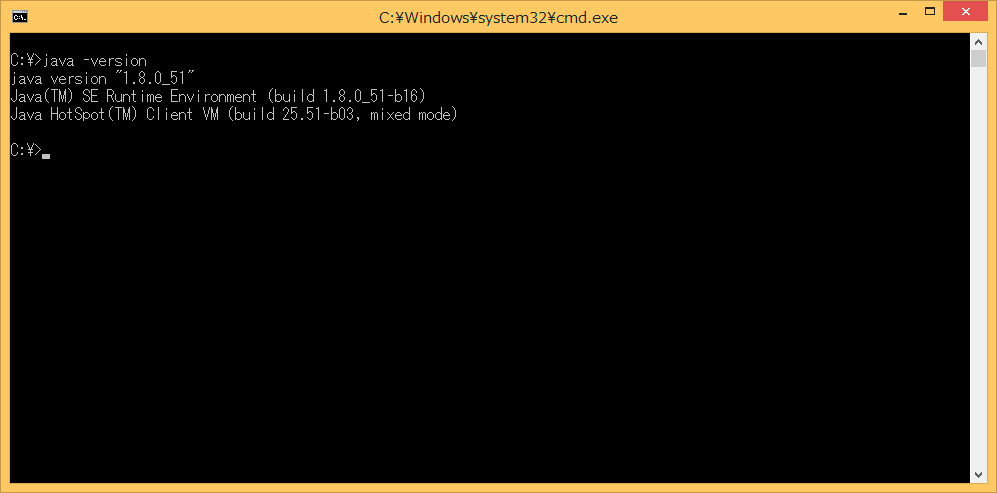 C:¥Windows¥system32¥cmd.exe
C:¥>java -version
java version "1.8.0_51"
Java(TM) SE Runtime Environment (build 1.8.0_51-b16)
Java HotSpot(TM) Client VM (build 25.51-b03, mixed mode)
C:¥>